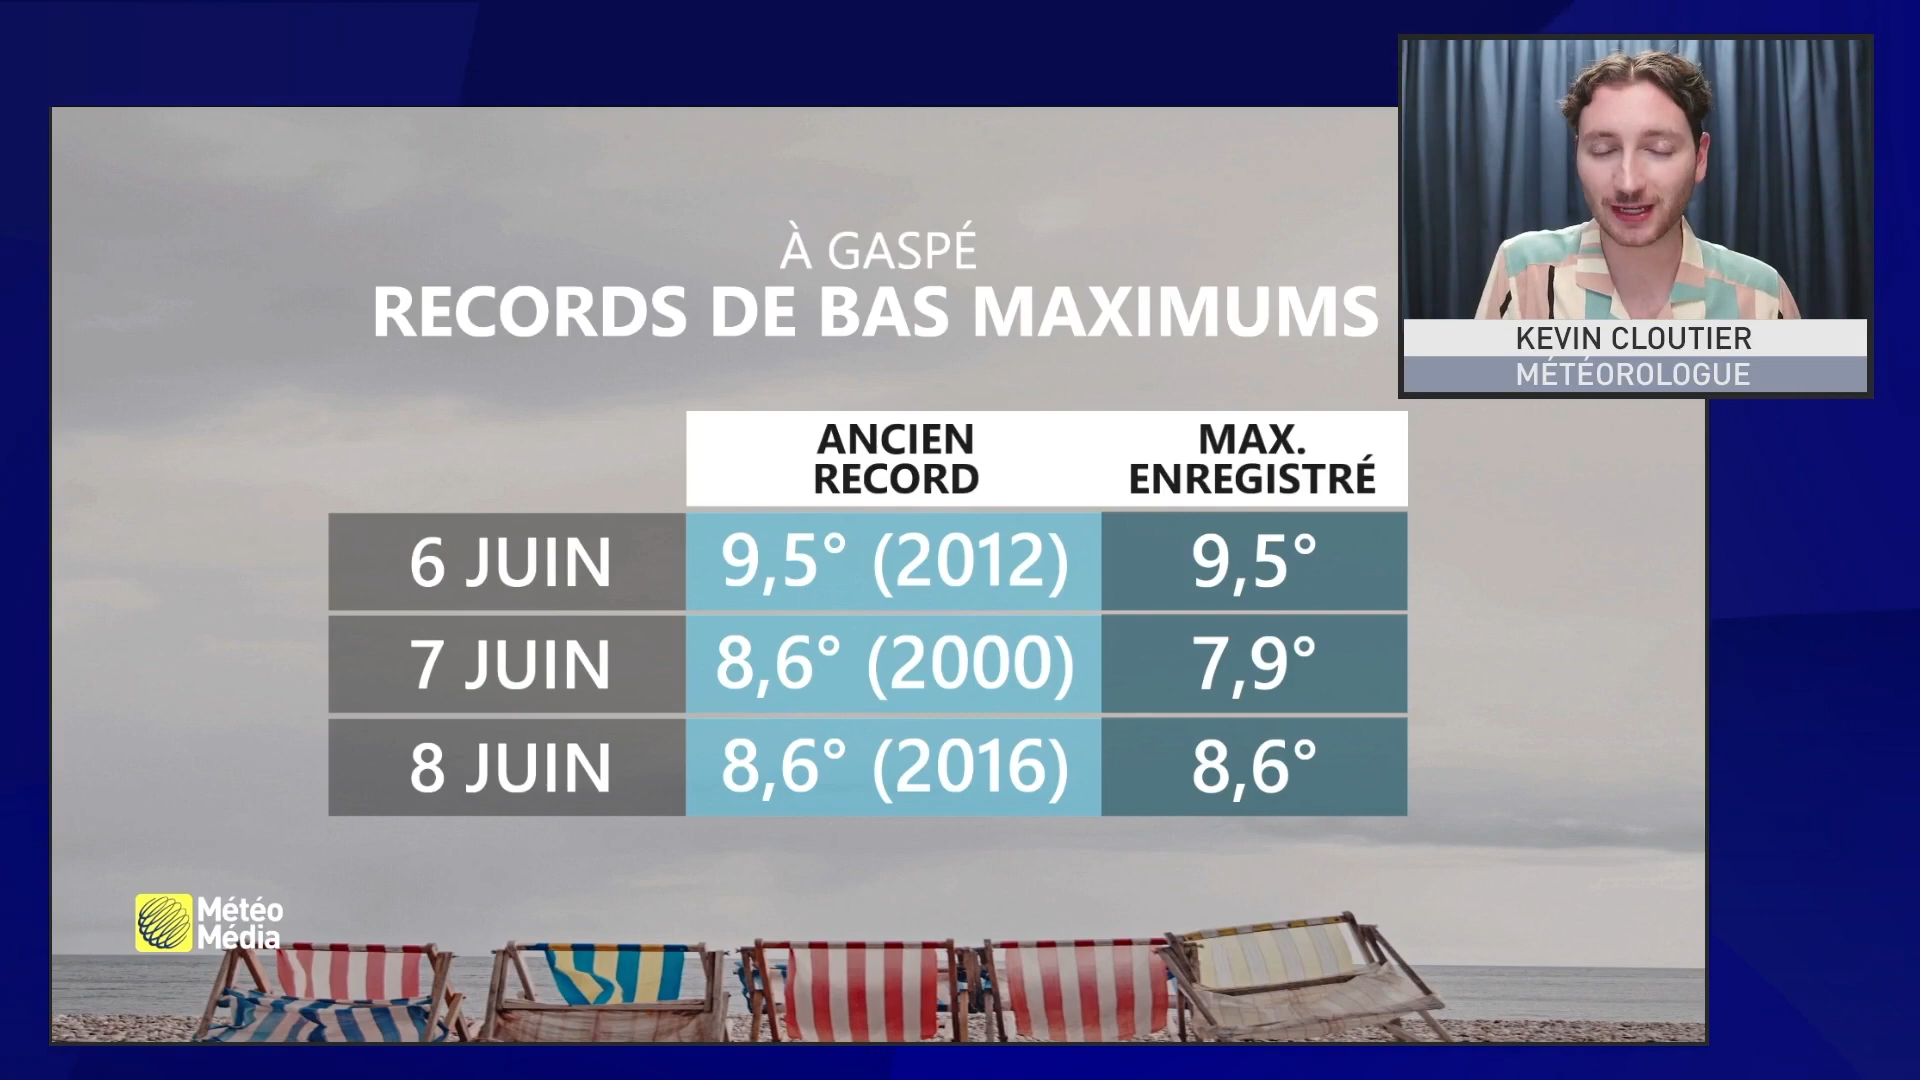 À GASPÉ
RECORDS DE BAS MAXIMUMS
KEVIN CLOUTIER
MÉTÉOROLOGUE
ANCIEN
RECORD
MAX.
ENREGISTRÉ
6 JUIN 9,5° (2012) 9,5°
7 JUIN 8,6° (2000) 7,9°
8 JUIN 8,6° (2016) 8,6°
Météo
Média